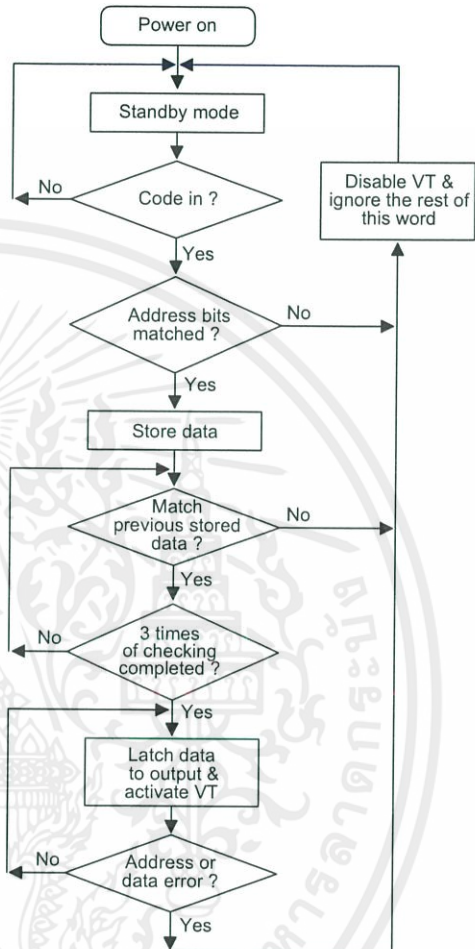 Power on
Standby mode
No
Code in ?
Disable VT &
ignore the rest of
this word
Yes
Address bits
matched ?
No
Yes
Store data
Match
previous stored
data ?
No
Yes
No
3 times
of checking
completed ?
Yes
Latch data
to output &
activate VT
No
Address or
data error ?
Yes